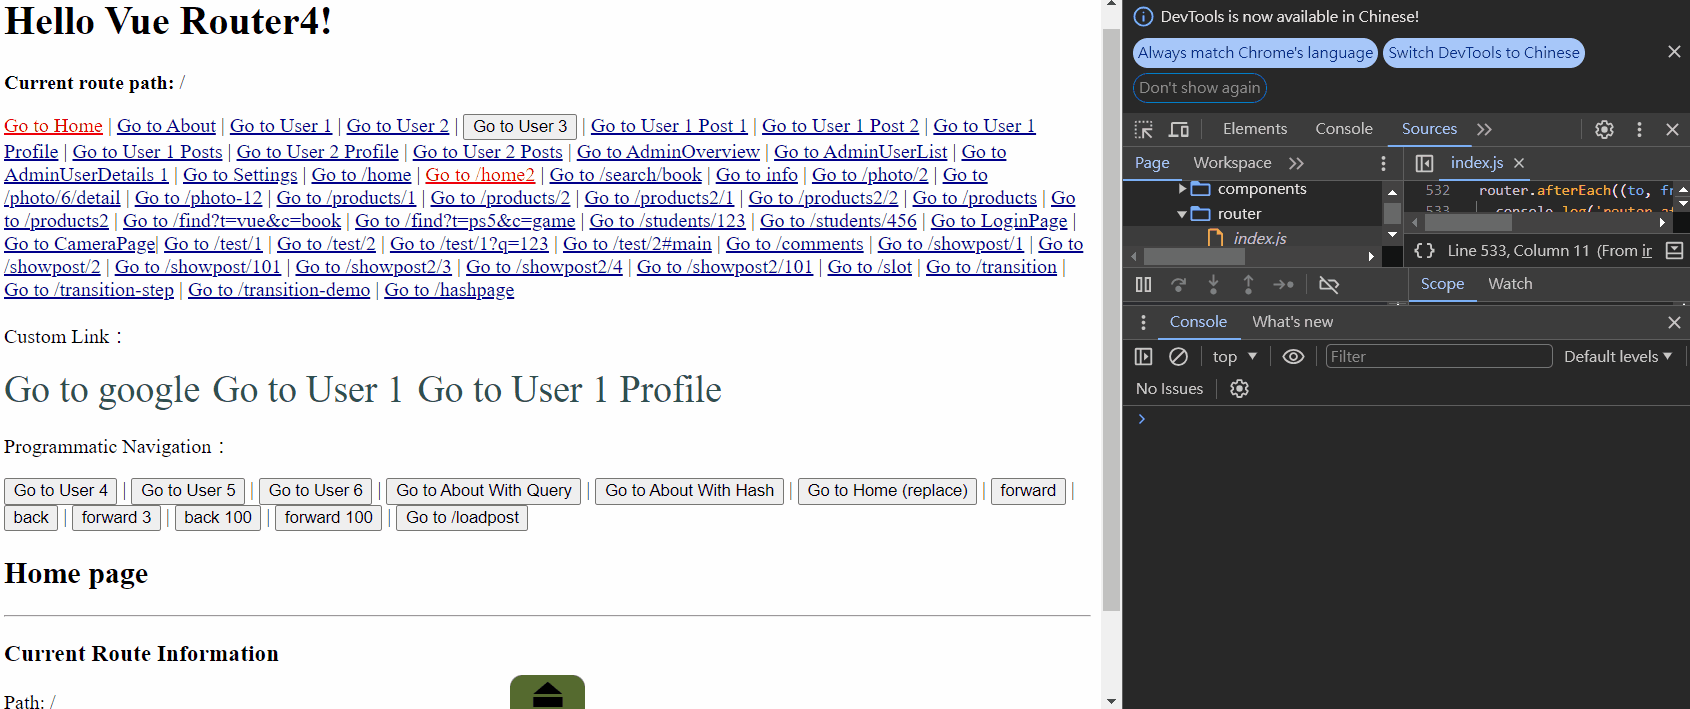 Hello Vue Router4!
Current route path: /
Go to Home | Go to About | Go to User 1 | Go to User 2 | Go to User 3 | Go to User 1 Post 1 | Go to User 1 Post 2 | Go to User 1
Profile | Go to User 1 Posts | Go to User 2 Profile | Go to User 2 Posts | Go to AdminOverview | Go to AdminUserList | Go to
AdminUserDetails 1 | Go to Settings | Go to /home | Go to /home2 | Go to /search/book | Go to info | Go to /photo/2 | Go to
/photo/6/detail | Go to /photo-12 | Go to /products/1 | Go to /products/2 | Go to /products2/1 | Go to /products2/2 | Go to /products | Go
to /products2 | Go to /find?t=vue&c=book | Go to /find?t=ps5&c=game | Go to /students/123 | Go to /students/456 | Go to LoginPage |
Go to CameraPage| Go to /test/1 | Go to /test/2 | Go to /test/1?q=123 | Go to /test/2#main | Go to /comments | Go to /showpost/1 | Go to
/showpost/2 | Go to /showpost/101 | Go to /showpost2/3 | Go to /showpost2/4 | Go to /showpost2/101 | Go to /slot | Go to /transition |
Go to /transition-step | Go to /transition-demo | Go to /hashpage
Custom Link：
Go to google Go to User 1 Go to User 1 Profile
Programmatic Navigation：
Go to User 4 | Go to User 5 | Go to User 6 | Go to About With Query | Go to About With Hash | Go to Home (replace) | forward |
back | forward 3 | back 100 | forward 100 | Go to /loadpost
Home page
Current Route Information
Path: /
DevTools is now available in Chinese!
Always match Chrome's language Switch DevTools to Chinese
Don't show again
Elements Console Sources
Page Workspace
index.js
components
router
index.js
532 router.afterEach((to, fr
533
{ } Line 533, Column 11 (From ir
Scope Watch
Console What's new
top Filter Default levels
No Issues